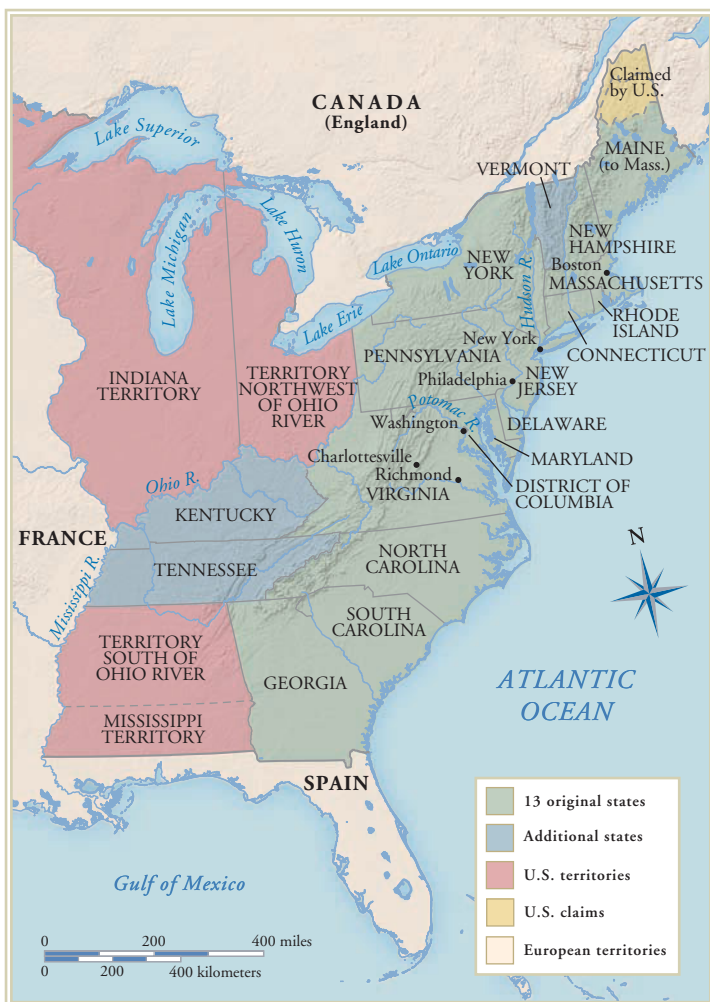 Claimed
by U.S.
CANADA
(England)
Lake Superior
MAINE
(to Mass.)
VERMONT
Lake Huron
Lake Michigan
NEW
HAMPSHIRE
Lake Ontario
NEW
YORK
Boston
MASSACHUSETTS
Hudson R.
RHODE
ISLAND
Lake Erie
New York
CONNECTICUT
PENNSYLVANIA
INDIANA
TERRITORY
TERRITORY
NORTHWEST
OF OHIO
RIVER
Philadelphia
NEW
JERSEY
Potomac R.
Washington
DELAWARE
Charlottesville
MARYLAND
Richmond
DISTRICT OF
COLUMBIA
Ohio R.
VIRGINIA
KENTUCKY
FRANCE
N
NORTH
CAROLINA
TENNESSEE
Mississippi R.
SOUTH
CAROLINA
TERRITORY
SOUTH OF
OHIO RIVER
GEORGIA
ATLANTIC
OCEAN
MISSISSIPPI
TERRITORY
SPAIN
13 original states
Additional states
U.S. territories
U.S. claims
European territories
Gulf of Mexico
0 200 400 miles
0 200 400 kilometers